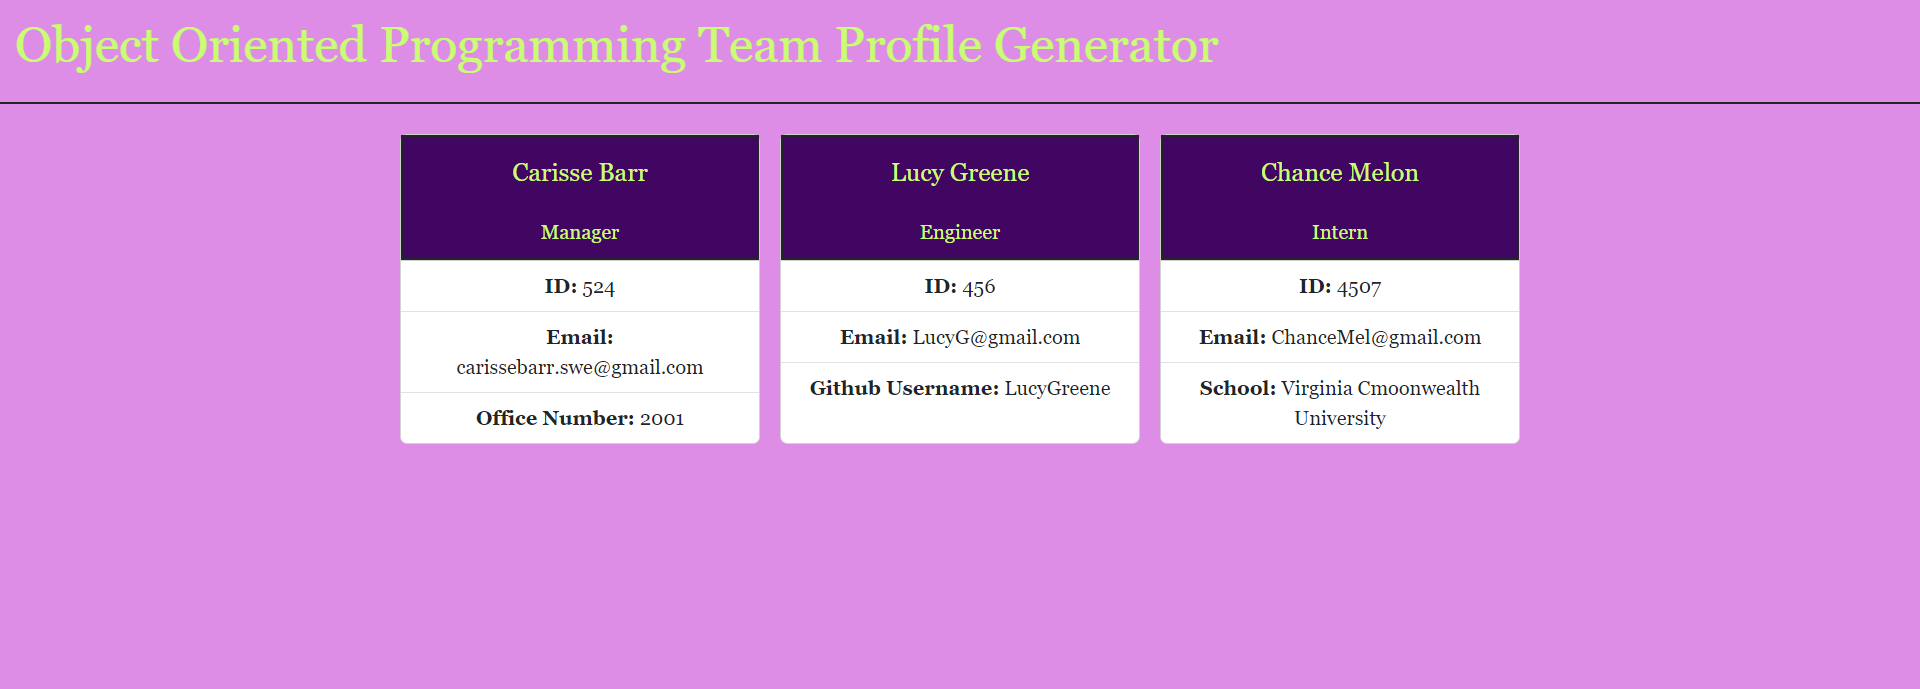 Object Oriented Programming Team Profile Generator
Carisse Barr
Manager
ID: 524
Email:
carissebarr.swe@gmail.com
Office Number: 2001
Lucy Greene
Engineer
ID: 456
Email: LucyG@gmail.com
Github Username: LucyGreene
Chance Melon
Intern
ID: 4507
Email: ChanceMel@gmail.com
School: Virginia Cmoonwealth
University